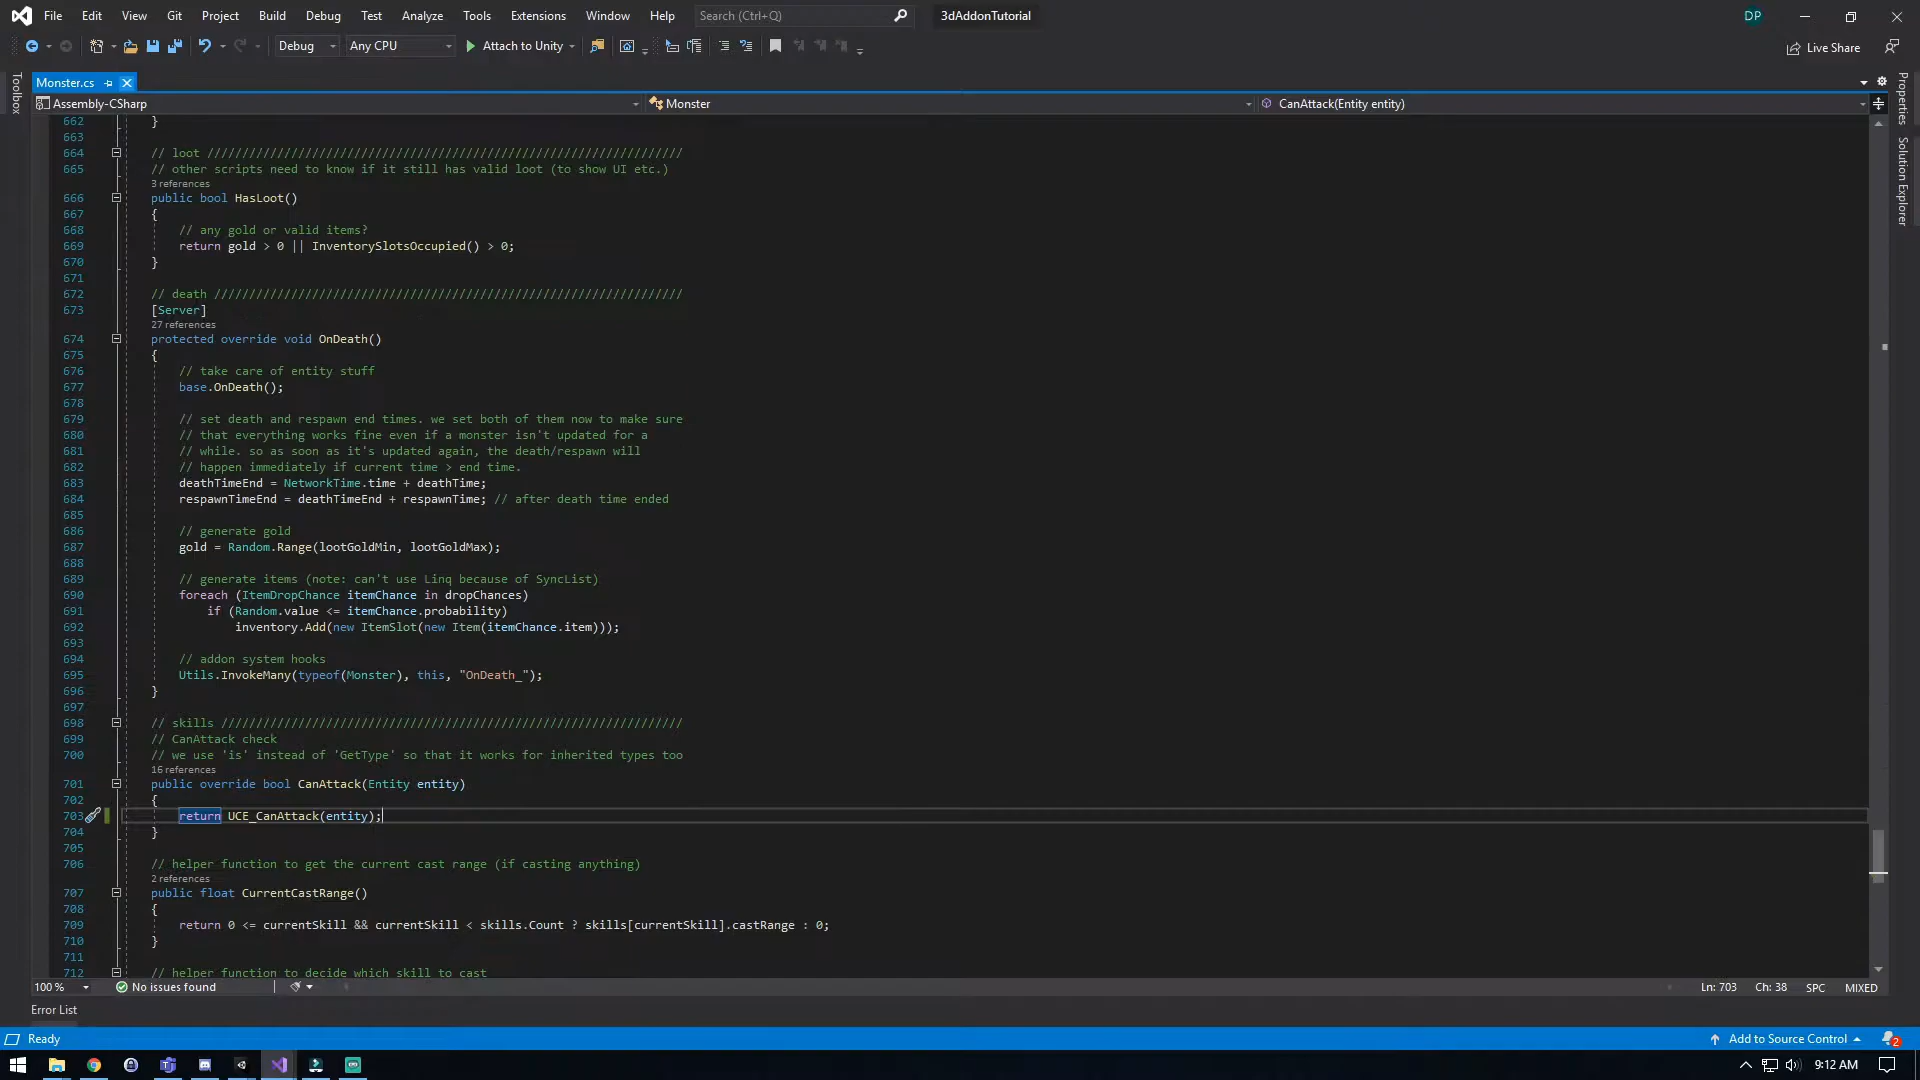 File Edit View Git Project Build Debug Test Analyze Tools Extensions Window Help Search (Ctrl+Q) 3dAddonTutorial DP
Debug Any CPU Attach to Unity Live Share
Toolbox
Monster.cs
Properties
Solution Explorer
Assembly-CSharp Monster CanAttack(Entity entity)
662 }
663
664 // loot ////////////////////////////////////////////////////////////////////
665 // other scripts need to know if it still has valid loot (to show UI etc.)
3 references
666 public bool HasLoot()
667 {
668 // any gold or valid items?
669 return gold > 0 || InventorySlotsOccupied() > 0;
670 }
671
672 // death ///////////////////////////////////////////////////////////////////
673 [Server]
27 references
674 protected override void OnDeath()
675 {
676 // take care of entity stuff
677 base.OnDeath();
678
679 // set death and respawn end times. we set both of them now to make sure
680 // that everything works fine even if a monster isn't updated for a
681 // while. so as soon as it's updated again, the death/respawn will
682 // happen immediately if current time > end time.
683 deathTimeEnd = NetworkTime.time + deathTime;
684 respawnTimeEnd = deathTimeEnd + respawnTime; // after death time ended
685
686 // generate gold
687 gold = Random.Range(lootGoldMin, lootGoldMax);
688
689 // generate items (note: can't use Linq because of SyncList)
690 foreach (ItemDropChance itemChance in dropChances)
691 if (Random.value <= itemChance.probability)
692 inventory.Add(new ItemSlot(new Item(itemChance.item)));
693
694 // addon system hooks
695 Utils.InvokeMany(typeof(Monster), this, "OnDeath_");
696 }
697
698 // skills //////////////////////////////////////////////////////////////////
699 // CanAttack check
700 // we use 'is' instead of 'GetType' so that it works for inherited types too
16 references
701 public override bool CanAttack(Entity entity)
702 {
703 return UCE_CanAttack(entity);
704 }
705
706 // helper function to get the current cast range (if casting anything)
2 references
707 public float CurrentCastRange()
708 {
709 return 0 <= currentSkill && currentSkill < skills.Count ? skills[currentSkill].castRange : 0;
710 }
711
712 // helper function to decide which skill to cast
100 % No issues found Ln: 703 Ch: 38 SPC MIXED
Error List
Ready Add to Source Control 2
9:12 AM